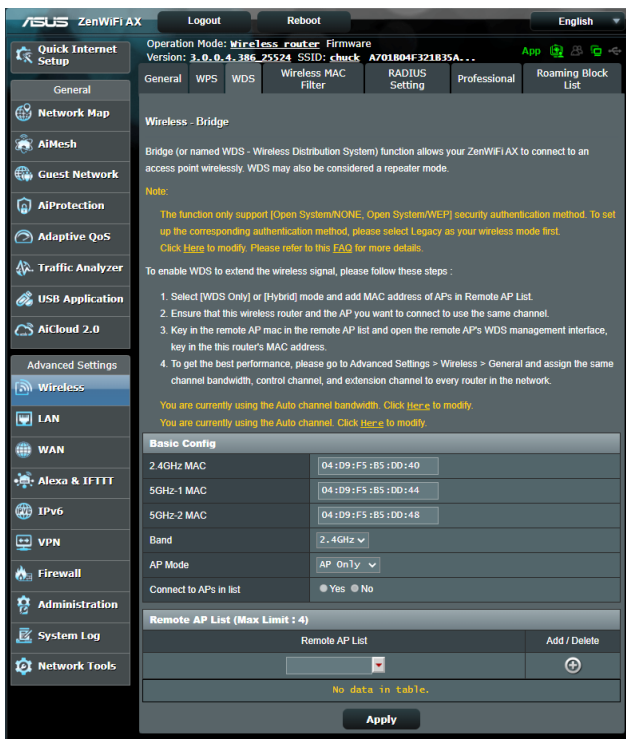 ASUS ZenWiFi AX Logout Reboot English
Quick Internet Setup
General
Network Map
AiMesh
Guest Network
AiProtection
Adaptive QoS
Traffic Analyzer
USB Application
AiCloud 2.0
Advanced Settings
Wireless
LAN
WAN
Alexa & IFTTT
IPv6
VPN
Firewall
Administration
System Log
Network Tools
Operation Mode: Wireless router Firmware
Version: 3.0.0.4.386_25524 SSID: chuck A701B04F321B35A...
App
General WPS WDS Wireless MAC Filter RADIUS Setting Professional Roaming Block List
Wireless - Bridge
Bridge (or named WDS - Wireless Distribution System) function allows your ZenWiFi AX to connect to an
access point wirelessly. WDS may also be considered a repeater mode.
Note:
The function only support [Open System/NONE, Open System/WEP] security authentication method. To set
up the corresponding authentication method, please select Legacy as your wireless mode first.
Click Here to modify. Please refer to this FAQ for more details.
To enable WDS to extend the wireless signal, please follow these steps :
1. Select [WDS Only] or [Hybrid] mode and add MAC address of APs in Remote AP List.
2. Ensure that this wireless router and the AP you want to connect to use the same channel.
3. Key in the remote AP mac in the remote AP list and open the remote AP's WDS management interface,
key in the this router's MAC address.
4. To get the best performance, please go to Advanced Settings > Wireless > General and assign the same
channel bandwidth, control channel, and extension channel to every router in the network.
You are currently using the Auto channel bandwidth. Click Here to modify.
You are currently using the Auto channel. Click Here to modify.
Basic Config
2.4GHz MAC 04:D9:F5:B5:DD:40
5GHz-1 MAC 04:D9:F5:B5:DD:44
5GHz-2 MAC 04:D9:F5:B5:DD:48
Band 2.4GHz
AP Mode AP Only
Connect to APs in list Yes No
Remote AP List (Max Limit : 4)
Remote AP List Add / Delete
No data in table.
Apply